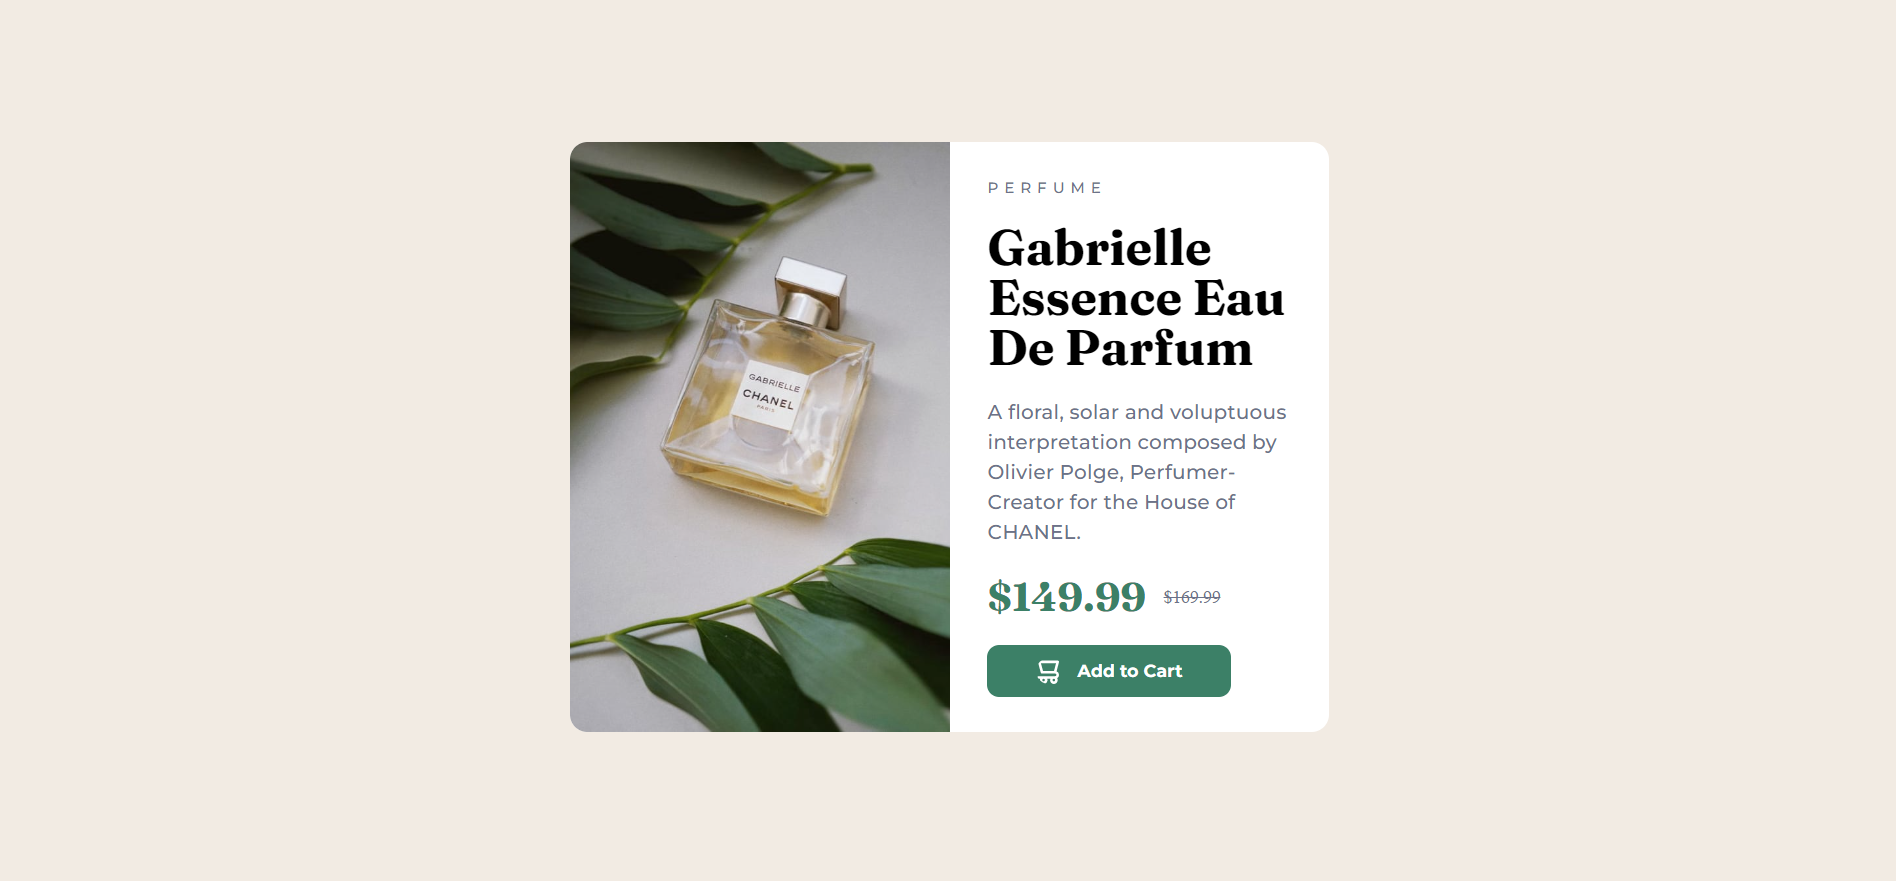 GABRIELLE
CHANEL
PARIS
PERFUME
Gabrielle
Essence Eau
De Parfum
A floral, solar and voluptuous
interpretation composed by
Olivier Polge, Perfumer-
Creator for the House of
CHANEL.
$149.99 $169.99
Add to Cart